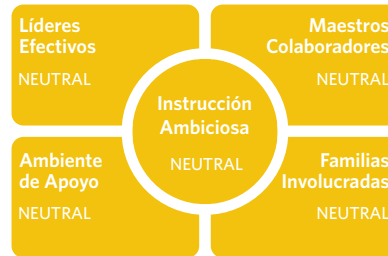 Líderes
Efectivos
NEUTRAL
Maestros
Colaboradores
NEUTRAL
Instrucción
Ambiciosa
NEUTRAL
Ambiente
de Apoyo
NEUTRAL
Familias
Involucradas
NEUTRAL